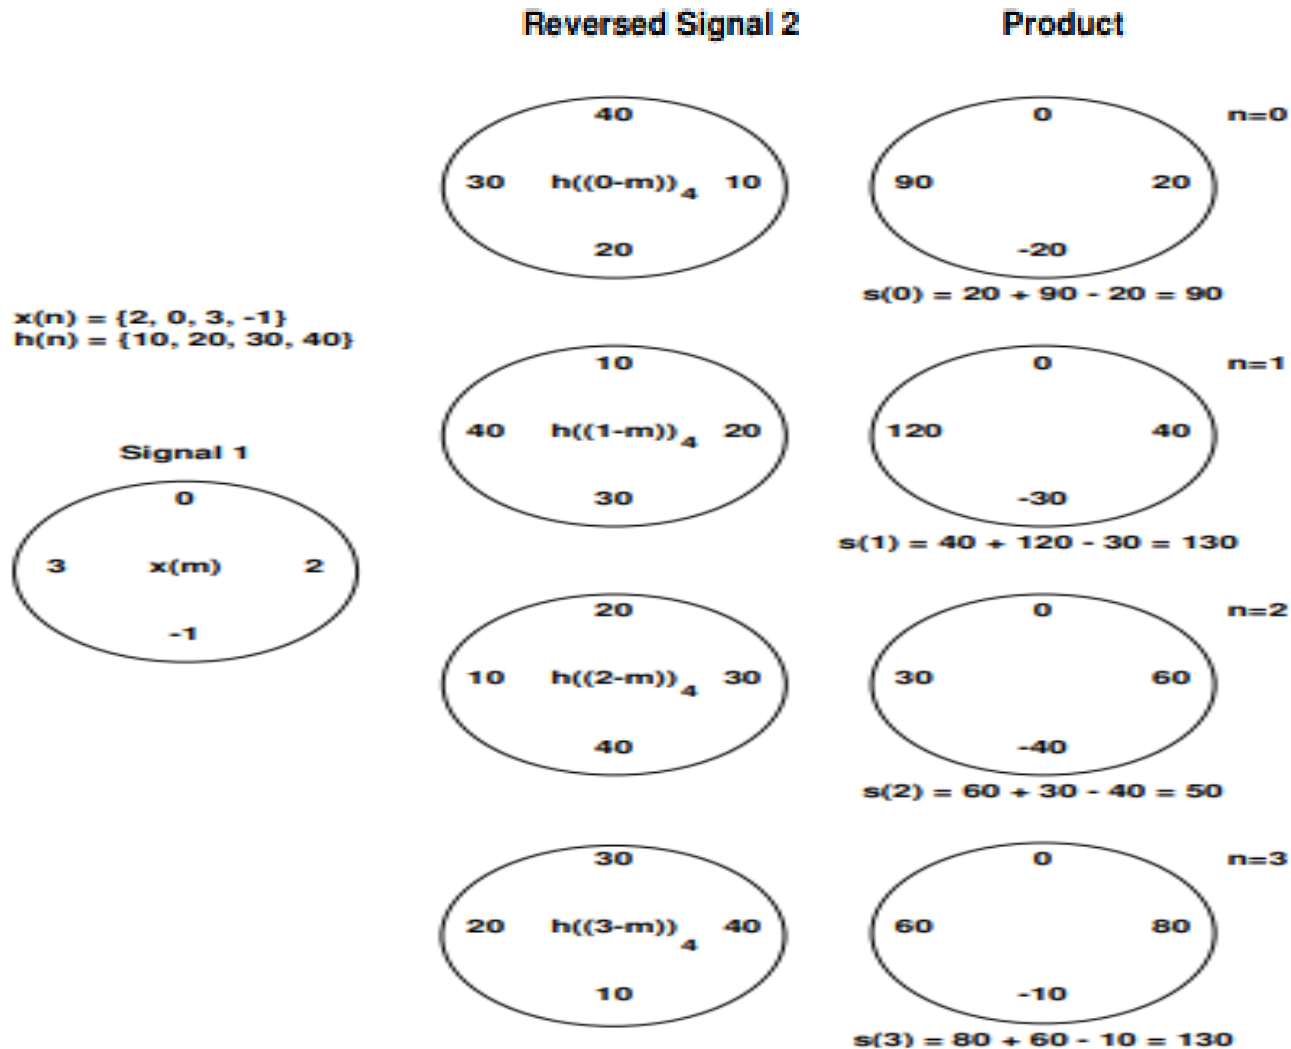 Reversed Signal 2
Product
x(n) = {2, 0, 3, -1}
h(n) = {10, 20, 30, 40}
Signal 1
0
3 x(m) 2
-1
40
30 h((0-m))4 10
20
0
n=0
90 20
-20
s(0) = 20 + 90 - 20 = 90
10
40 h((1-m))4 20
30
0
n=1
120 40
-30
s(1) = 40 + 120 - 30 = 130
20
10 h((2-m))4 30
40
0
n=2
30 60
-40
s(2) = 60 + 30 - 40 = 50
30
20 h((3-m))4 40
10
0
n=3
60 80
-10
s(3) = 80 + 60 - 10 = 130